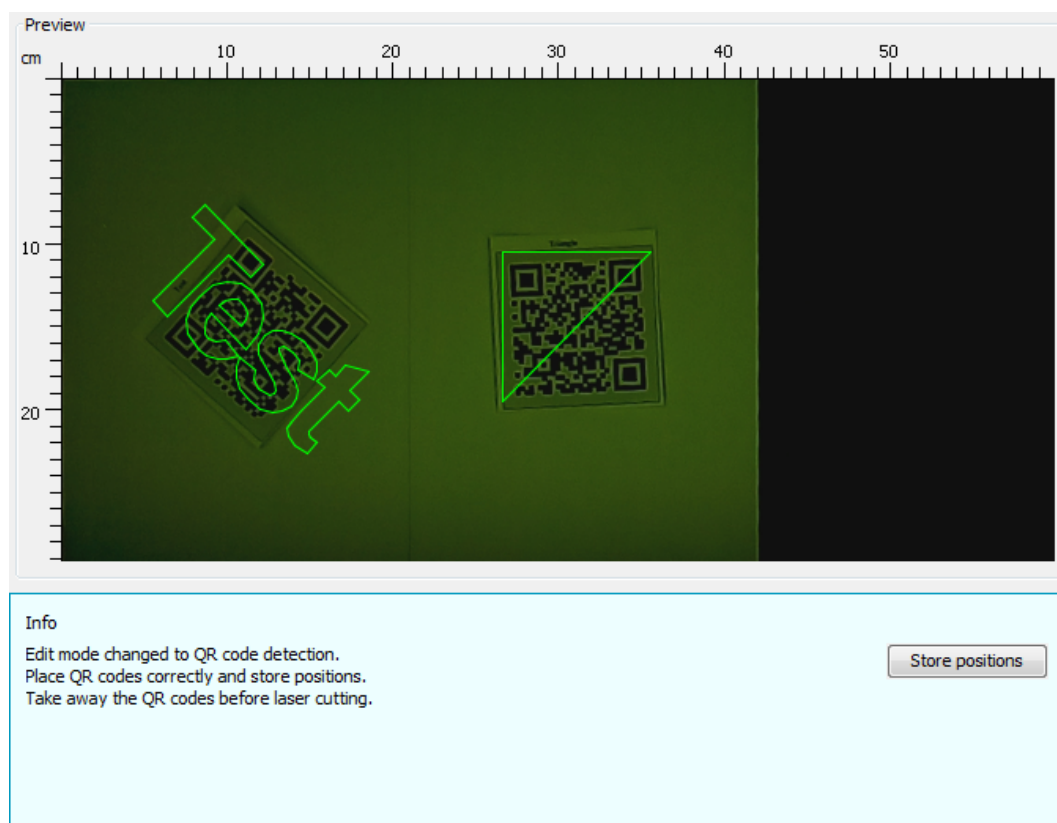 Preview
cm
10 20 30 40 50
10
20
Test
Triangle
Info
Edit mode changed to QR code detection.
Place QR codes correctly and store positions.
Take away the QR codes before laser cutting.
Store positions